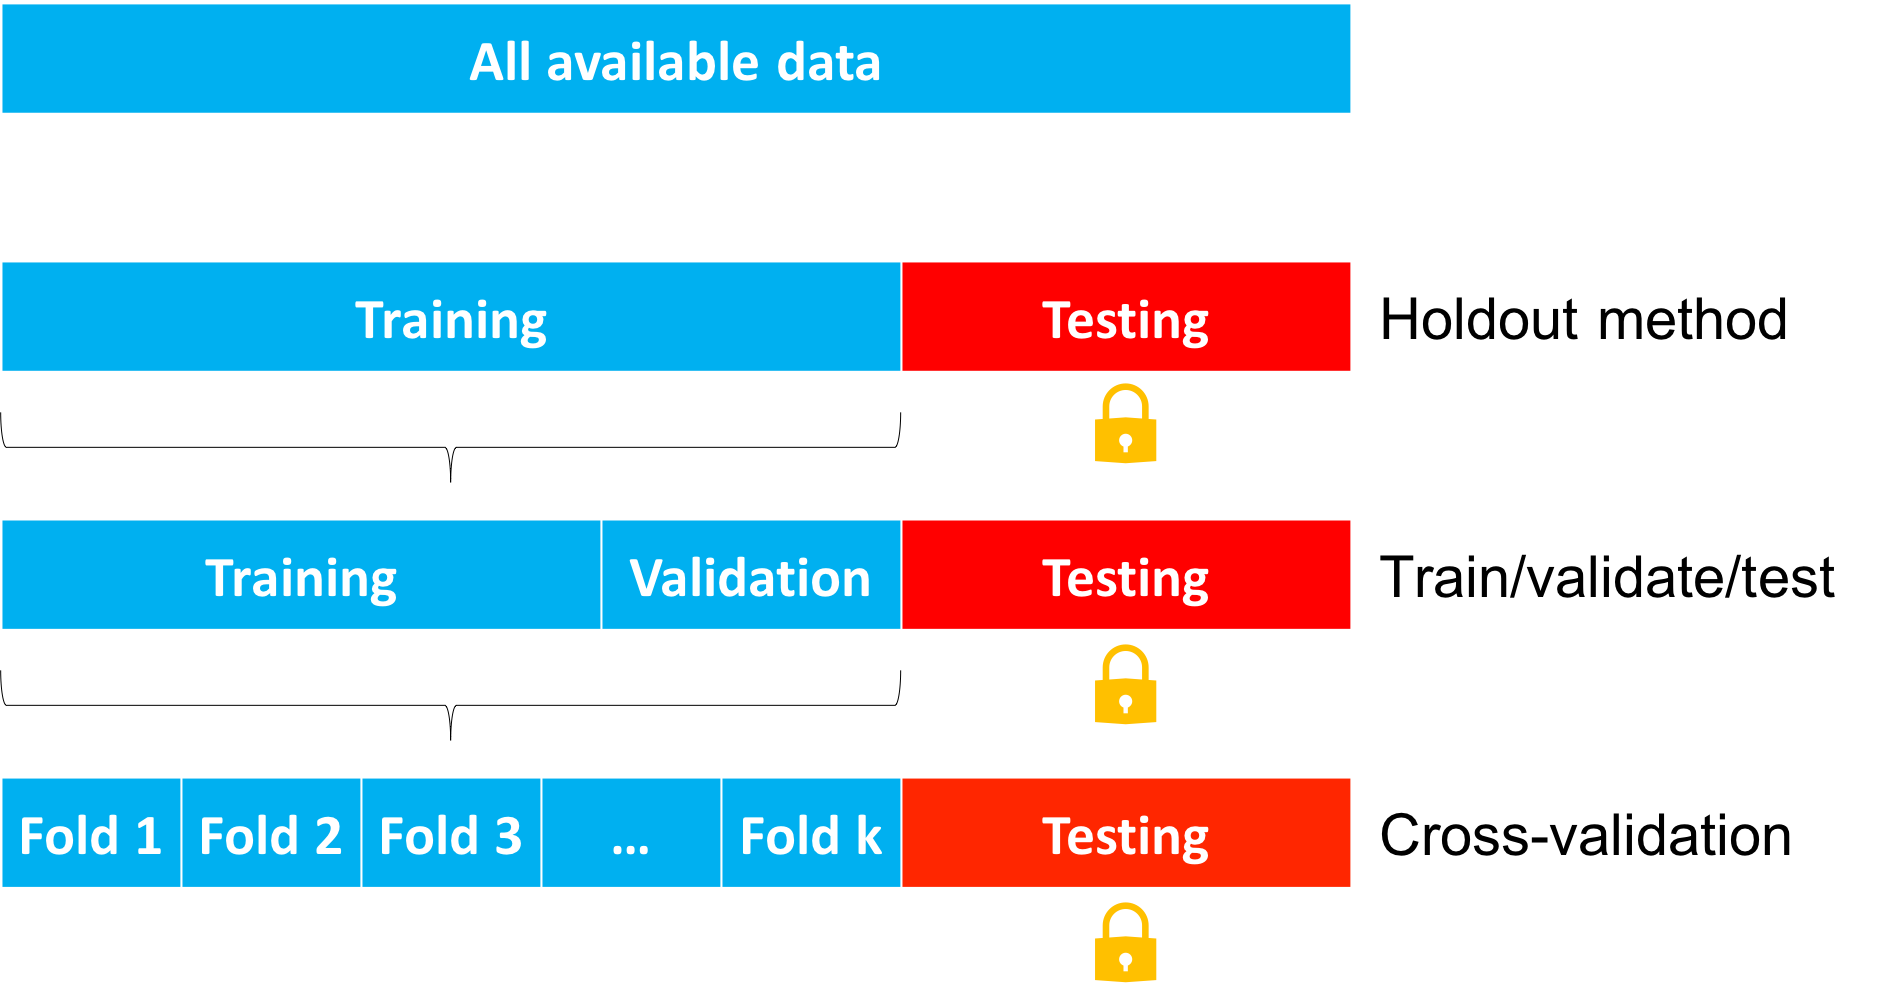 All available data
Training Testing Holdout method
Training Validation Testing Train/validate/test
Fold 1 Fold 2 Fold 3 ... Fold k Testing Cross-validation